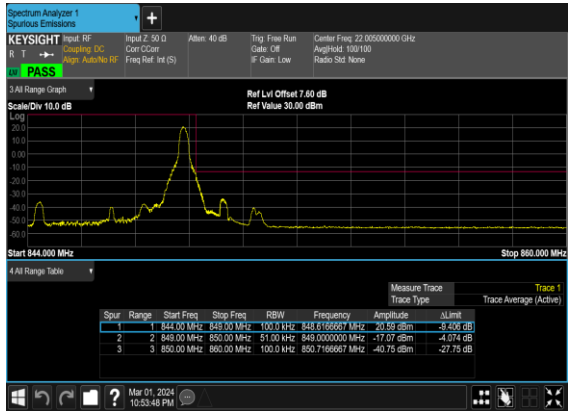 Spectrum Analyzer 1
Spurious Emissions
KEYSIGHT Input: RF Input Z: 50 Ω Atten: 40 dB Trig: Free Run Center Freq: 22.005000000 GHz
R T Coupling: DC Corr CCorr Gate: Off Avg|Hold: 100/100
Align: Auto/No RF Freq Ref: Int (S) IF Gain: Low Radio Std: None
PASS
3 All Range Graph
Ref Lvl Offset 7.60 dB
Scale/Div 10.0 dB Ref Value 30.00 dBm
Log
20.0
10.0
0.00
-10.0
-20.0
-30.0
-40.0
-50.0
-60.0
Start 844.000 MHz Stop 860.000 MHz
4 All Range Table
Measure Trace Trace 1
Trace Type Trace Average (Active)
Spur Range Start Freq Stop Freq RBW Frequency Amplitude ΔLimit
1 1 844.00 MHz 849.00 MHz 100.0 kHz 848.6166667 MHz 20.59 dBm -9.406 dB
2 2 849.00 MHz 850.00 MHz 51.00 kHz 849.0000000 MHz -17.07 dBm -4.074 dB
3 3 850.00 MHz 860.00 MHz 100.0 kHz 850.7166667 MHz -40.75 dBm -27.75 dB
? Mar 01, 2024
10:53:48 PM